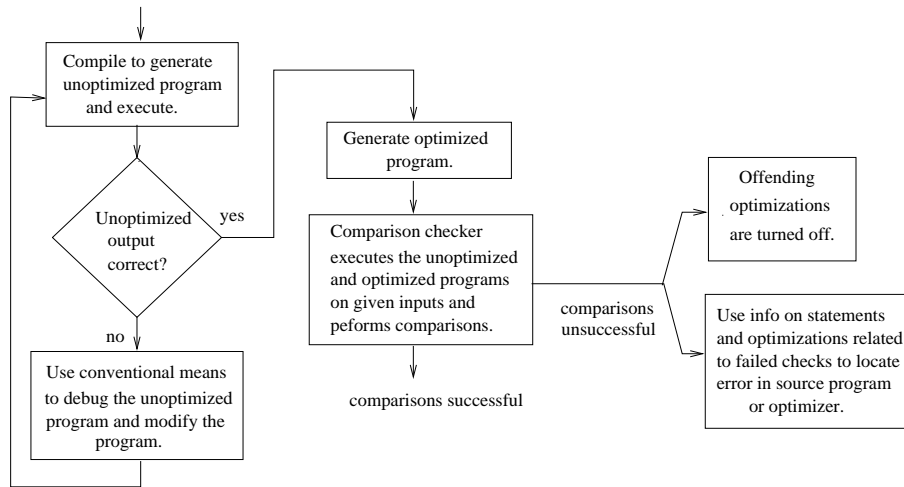 Compile to generate
unoptimized program
and execute.
Unoptimized
output
correct?
yes
no
Use conventional means
to debug the unoptimized
program and modify the
program.
Generate optimized
program.
Comparison checker
executes the unoptimized
and optimized programs
on given inputs and
peforms comparisons.
comparisons successful
comparisons
unsuccessful
Offending
optimizations
are turned off.
Use info on statements
and optimizations related
to failed checks to locate
error in source program
or optimizer.